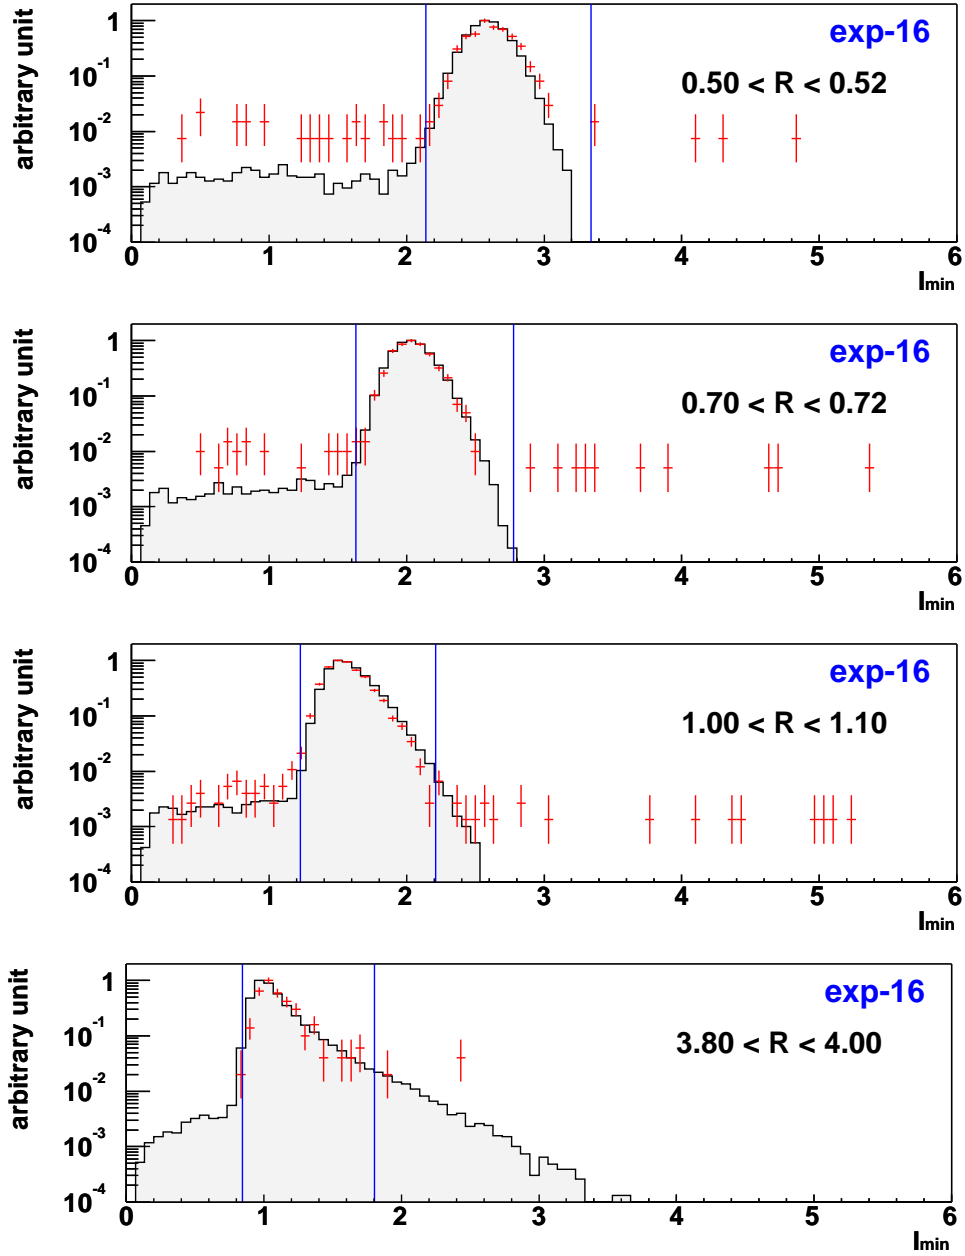 arbitrary unit
1
10-1
10-2
10-3
10-4
exp-16
0.50 < R < 0.52
0 1 2 3 4 5 6
Imin
arbitrary unit
1
10-1
10-2
10-3
10-4
exp-16
0.70 < R < 0.72
0 1 2 3 4 5 6
Imin
arbitrary unit
1
10-1
10-2
10-3
10-4
exp-16
1.00 < R < 1.10
0 1 2 3 4 5 6
Imin
arbitrary unit
1
10-1
10-2
10-3
10-4
exp-16
3.80 < R < 4.00
0 1 2 3 4 5 6
Imin